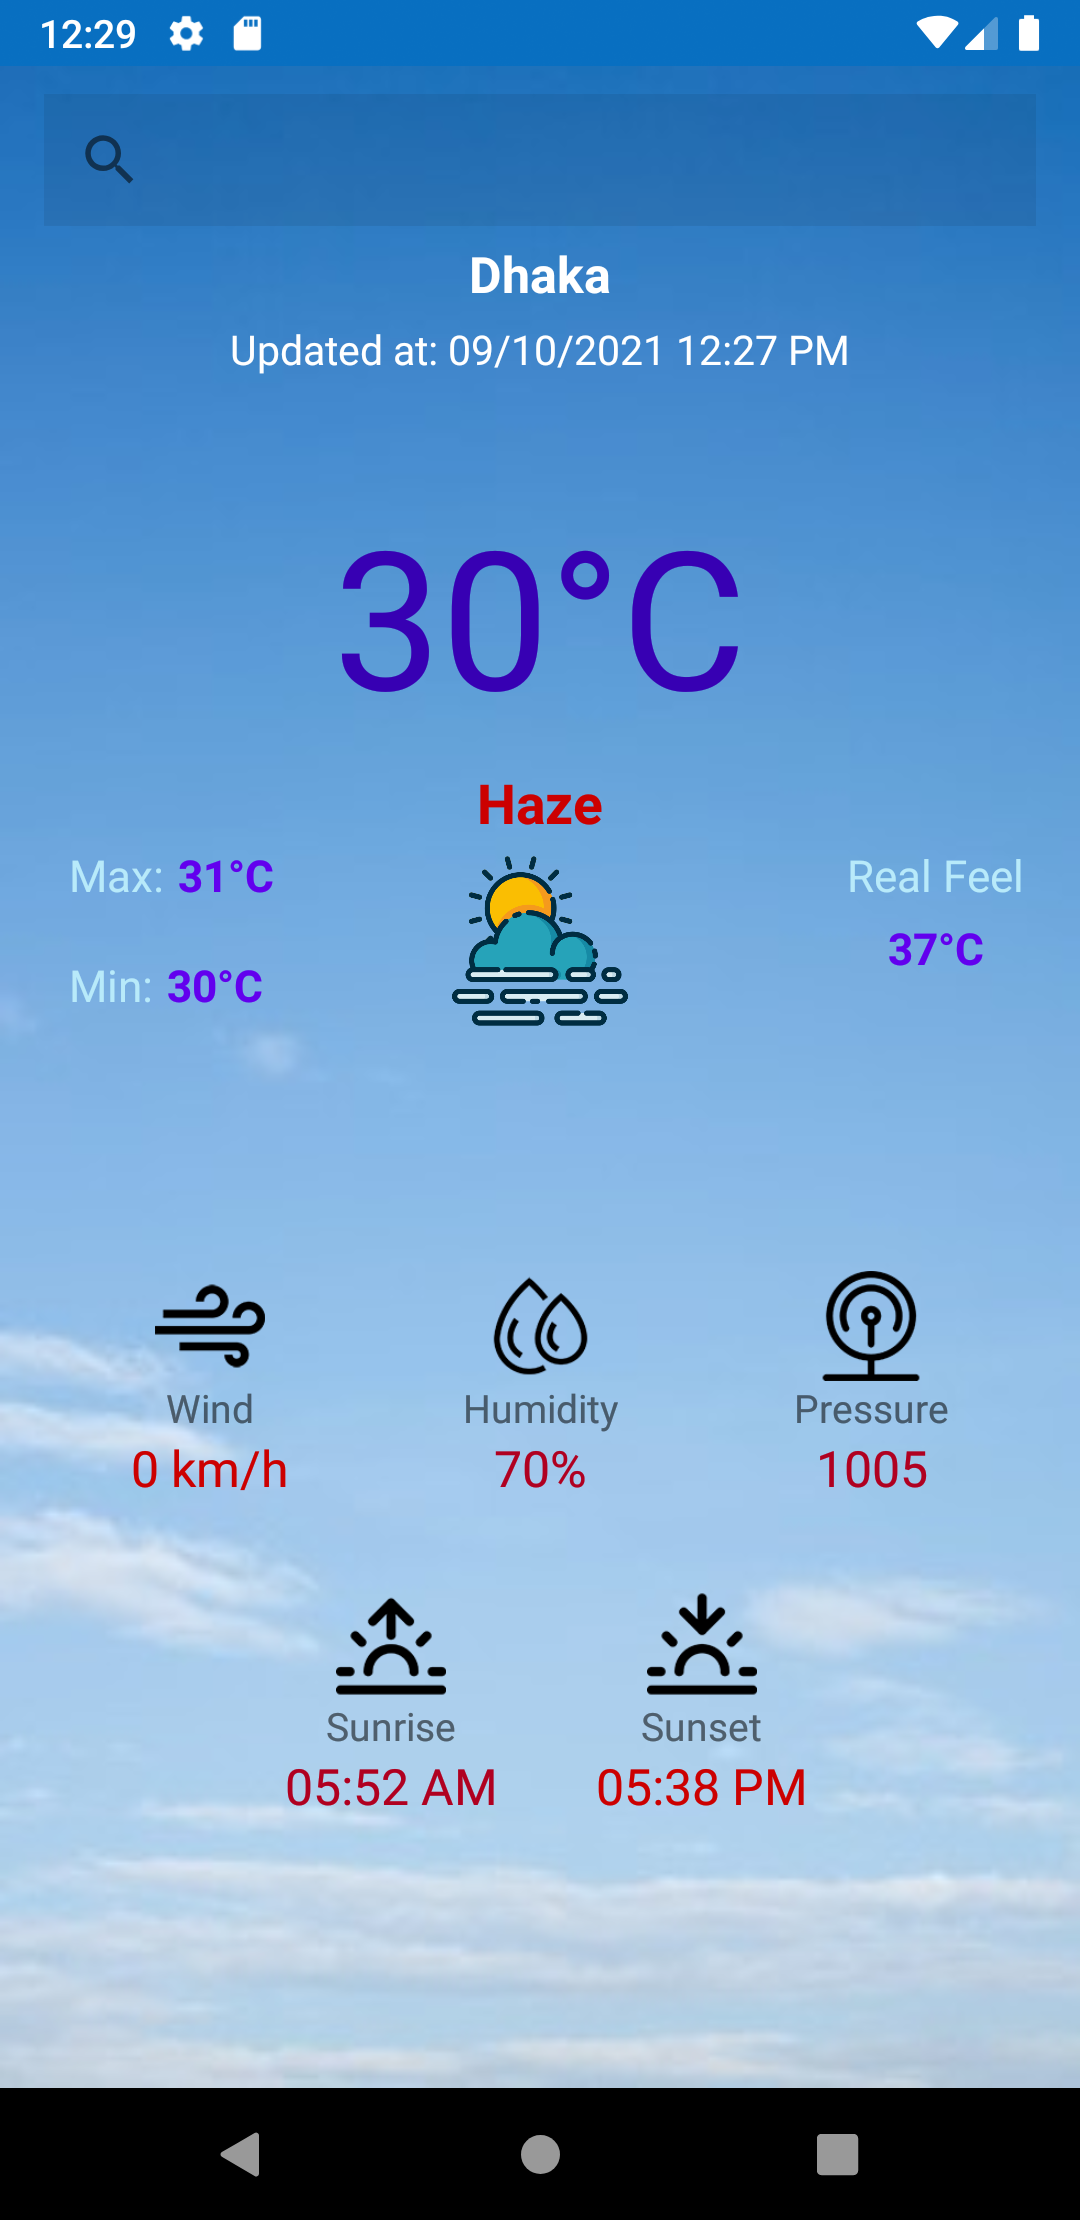 12:29
Dhaka
Updated at: 09/10/2021 12:27 PM
30°C
Haze
Max: 31°C
Real Feel
37°C
Min: 30°C
Wind
Humidity
Pressure
0 km/h
70%
1005
Sunrise
Sunset
05:52 AM
05:38 PM